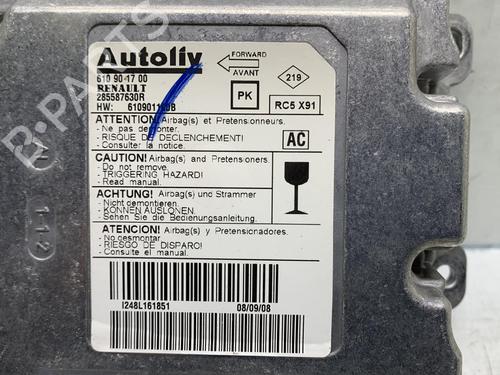 Autoliv
FORWARD
AVANT
610 90 17 00
RENAULT
285587630R
HW:
PK
219
RC5 X91
AC
ATTENTION! Airbag(s) et Pretensionneurs.
- Ne pas demonter.
- RISQUE DE DECLENCHEMENT!
- Consulter la notice.
CAUTION! Airbag(s) and Pretensioners.
- Do not remove.
- TRIGGERING HAZARD!
- Read manual.
ACHTUNG! Airbag(s) und Strammer
- Nicht demontieren.
- KÖNNEN AUSLÖNEN.
- Sehen Sie die Bedienungsanleitung.
ATENCION! Airbag(s) y Pretensionadores.
- No desmontar
- RIESGO DE DISPARO!
- Consulte el manual.
I248L161851
08/09/08
1-12
B-PARTS